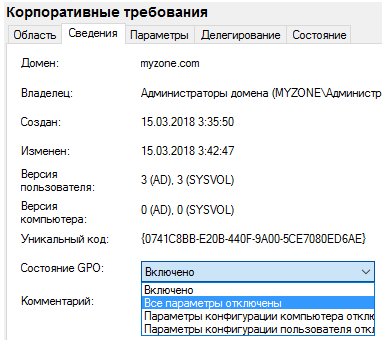 Корпоративные требования
Область Сведения Параметры Делегирование Состояние
Домен: myzone.com
Владелец: Администраторы домена (MYZONE\Админист
Создан: 15.03.2018 3:35:50
Изменен: 15.03.2018 3:42:47
Версия
пользователя: 3 (AD), 3 (SYSVOL)
Версия
компьютера: 0 (AD), 0 (SYSVOL)
Уникальный код: {0741C8BB-E20B-440F-9A00-5CE7080ED6AE}
Состояние GPO: Включено
Включено
Все параметры отключены
Комментарий: Параметры конфигурации компьютера откл
Параметры конфигурации пользователя откл